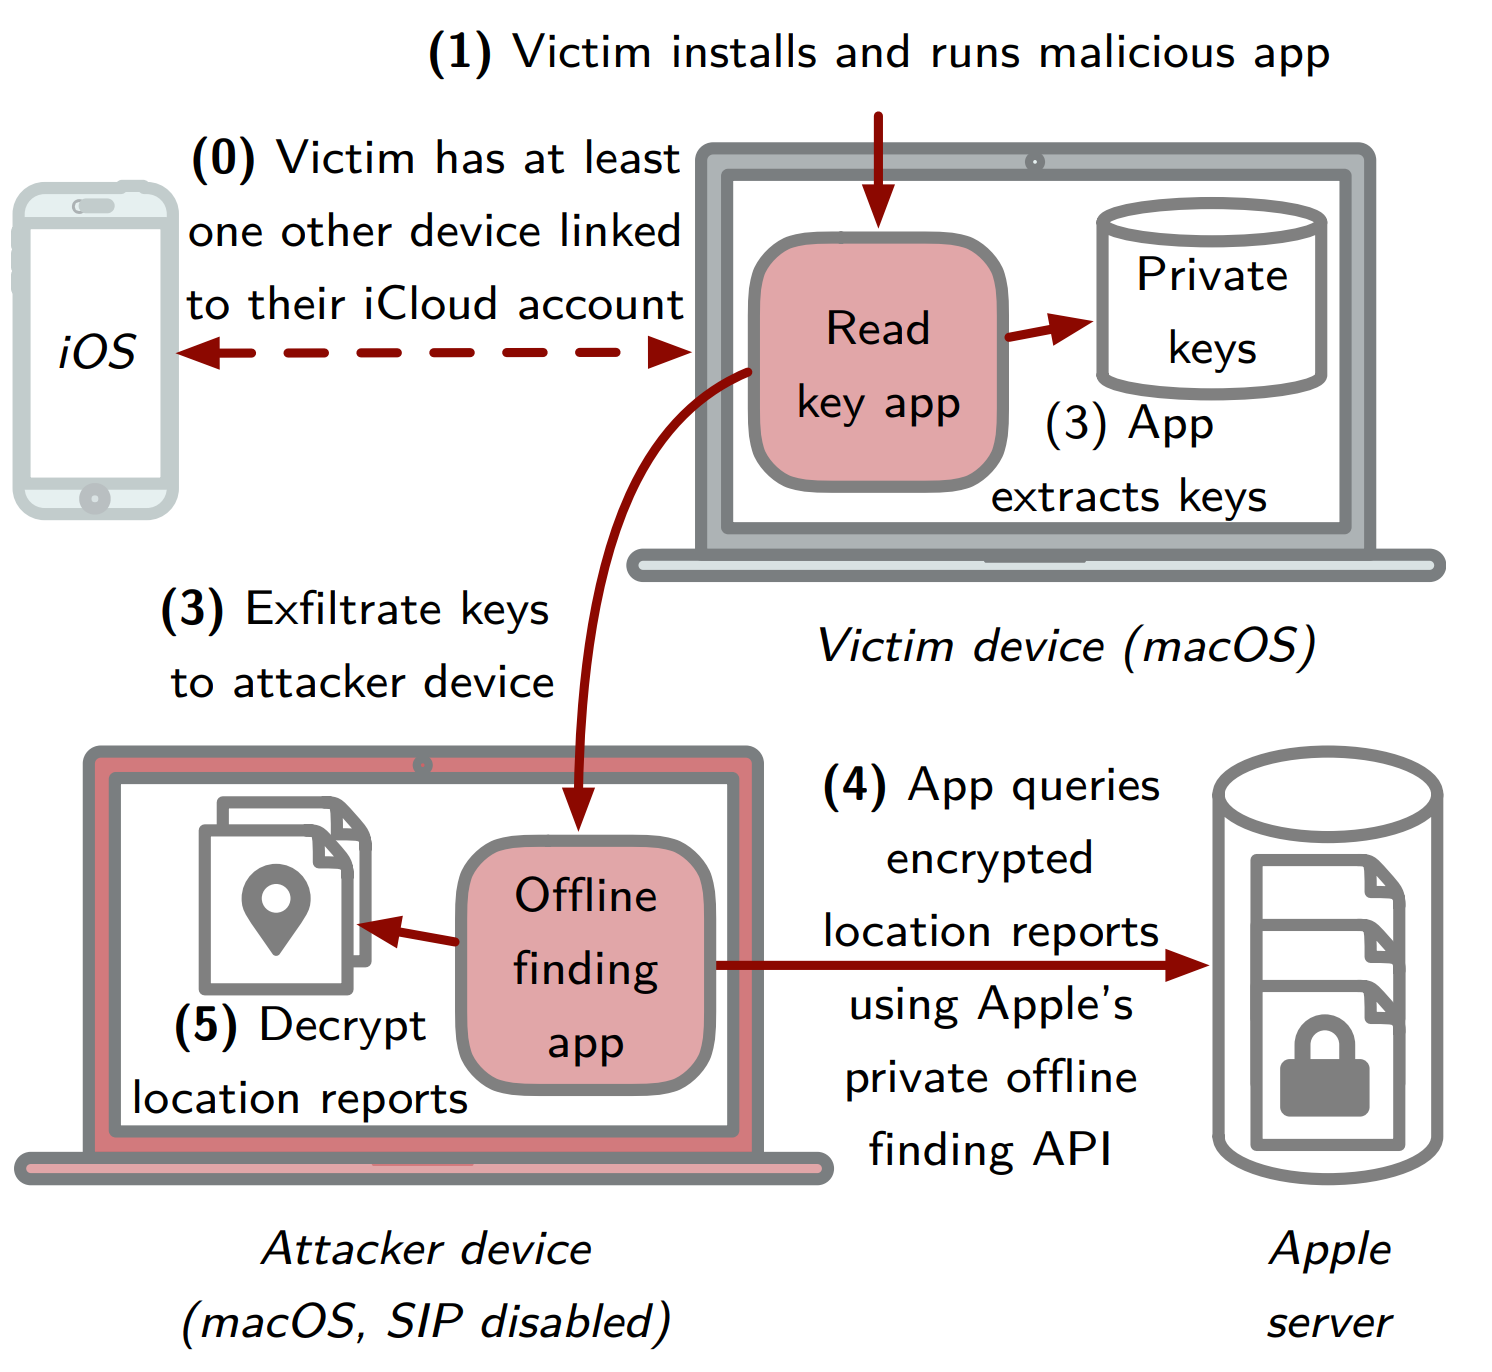 (1) Victim installs and runs malicious app
(0) Victim has at least
one other device linked
to their iCloud account
iOS
Read
key app
Private
keys
(3) App
extracts keys
Victim device (macOS)
(3) Exfiltrate keys
to attacker device
Offline
finding
app
(5) Decrypt
location reports
(4) App queries
encrypted
location reports
using Apple's
private offline
finding API
Attacker device
(macOS, SIP disabled)
Apple
server